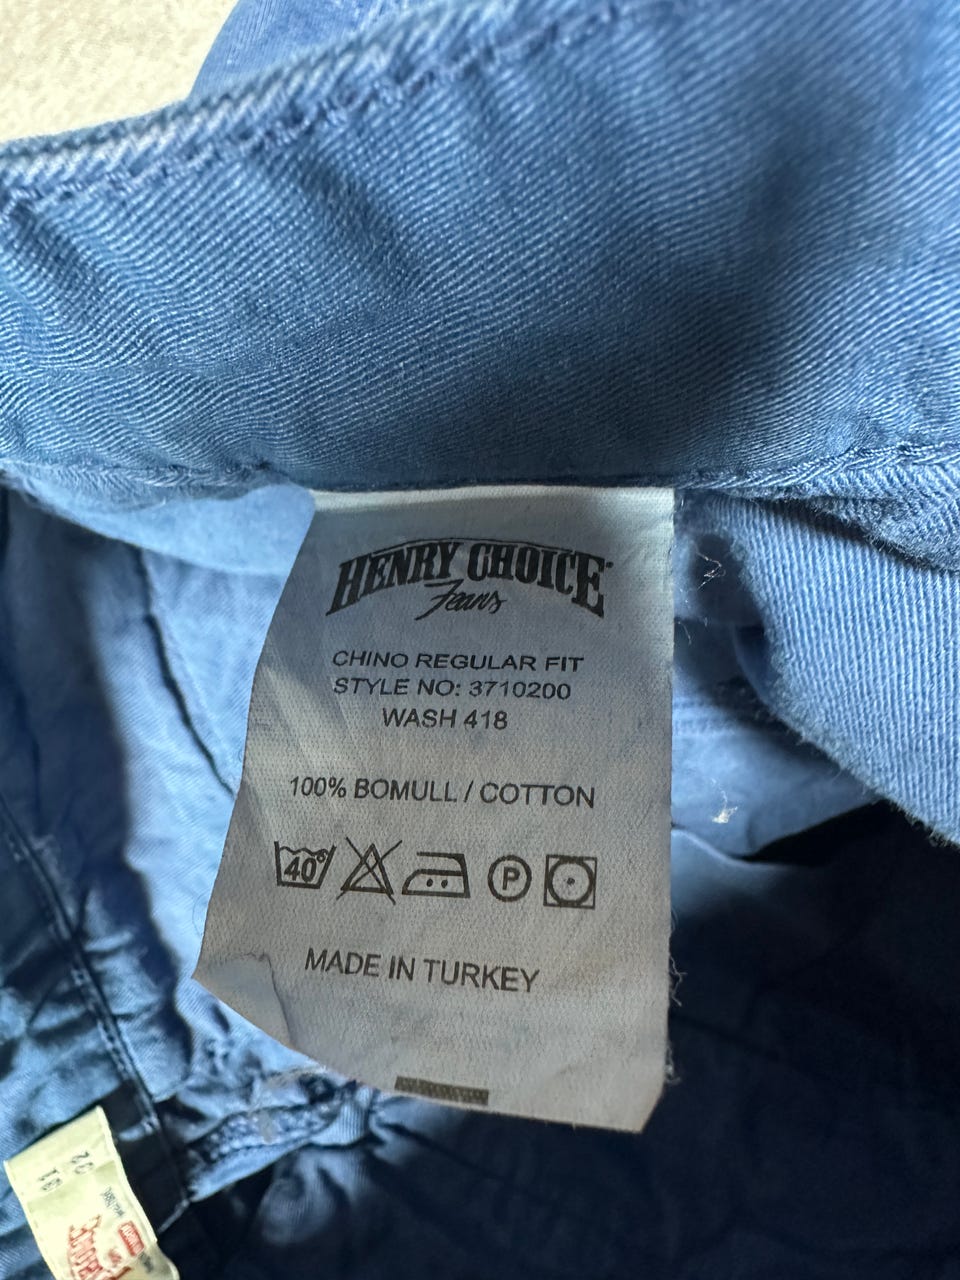 HENRY CHOICE
Jeans
CHINO REGULAR FIT
STYLE NO: 3710200
WASH 418
100% BOMULL / COTTON
40° P
MADE IN TURKEY